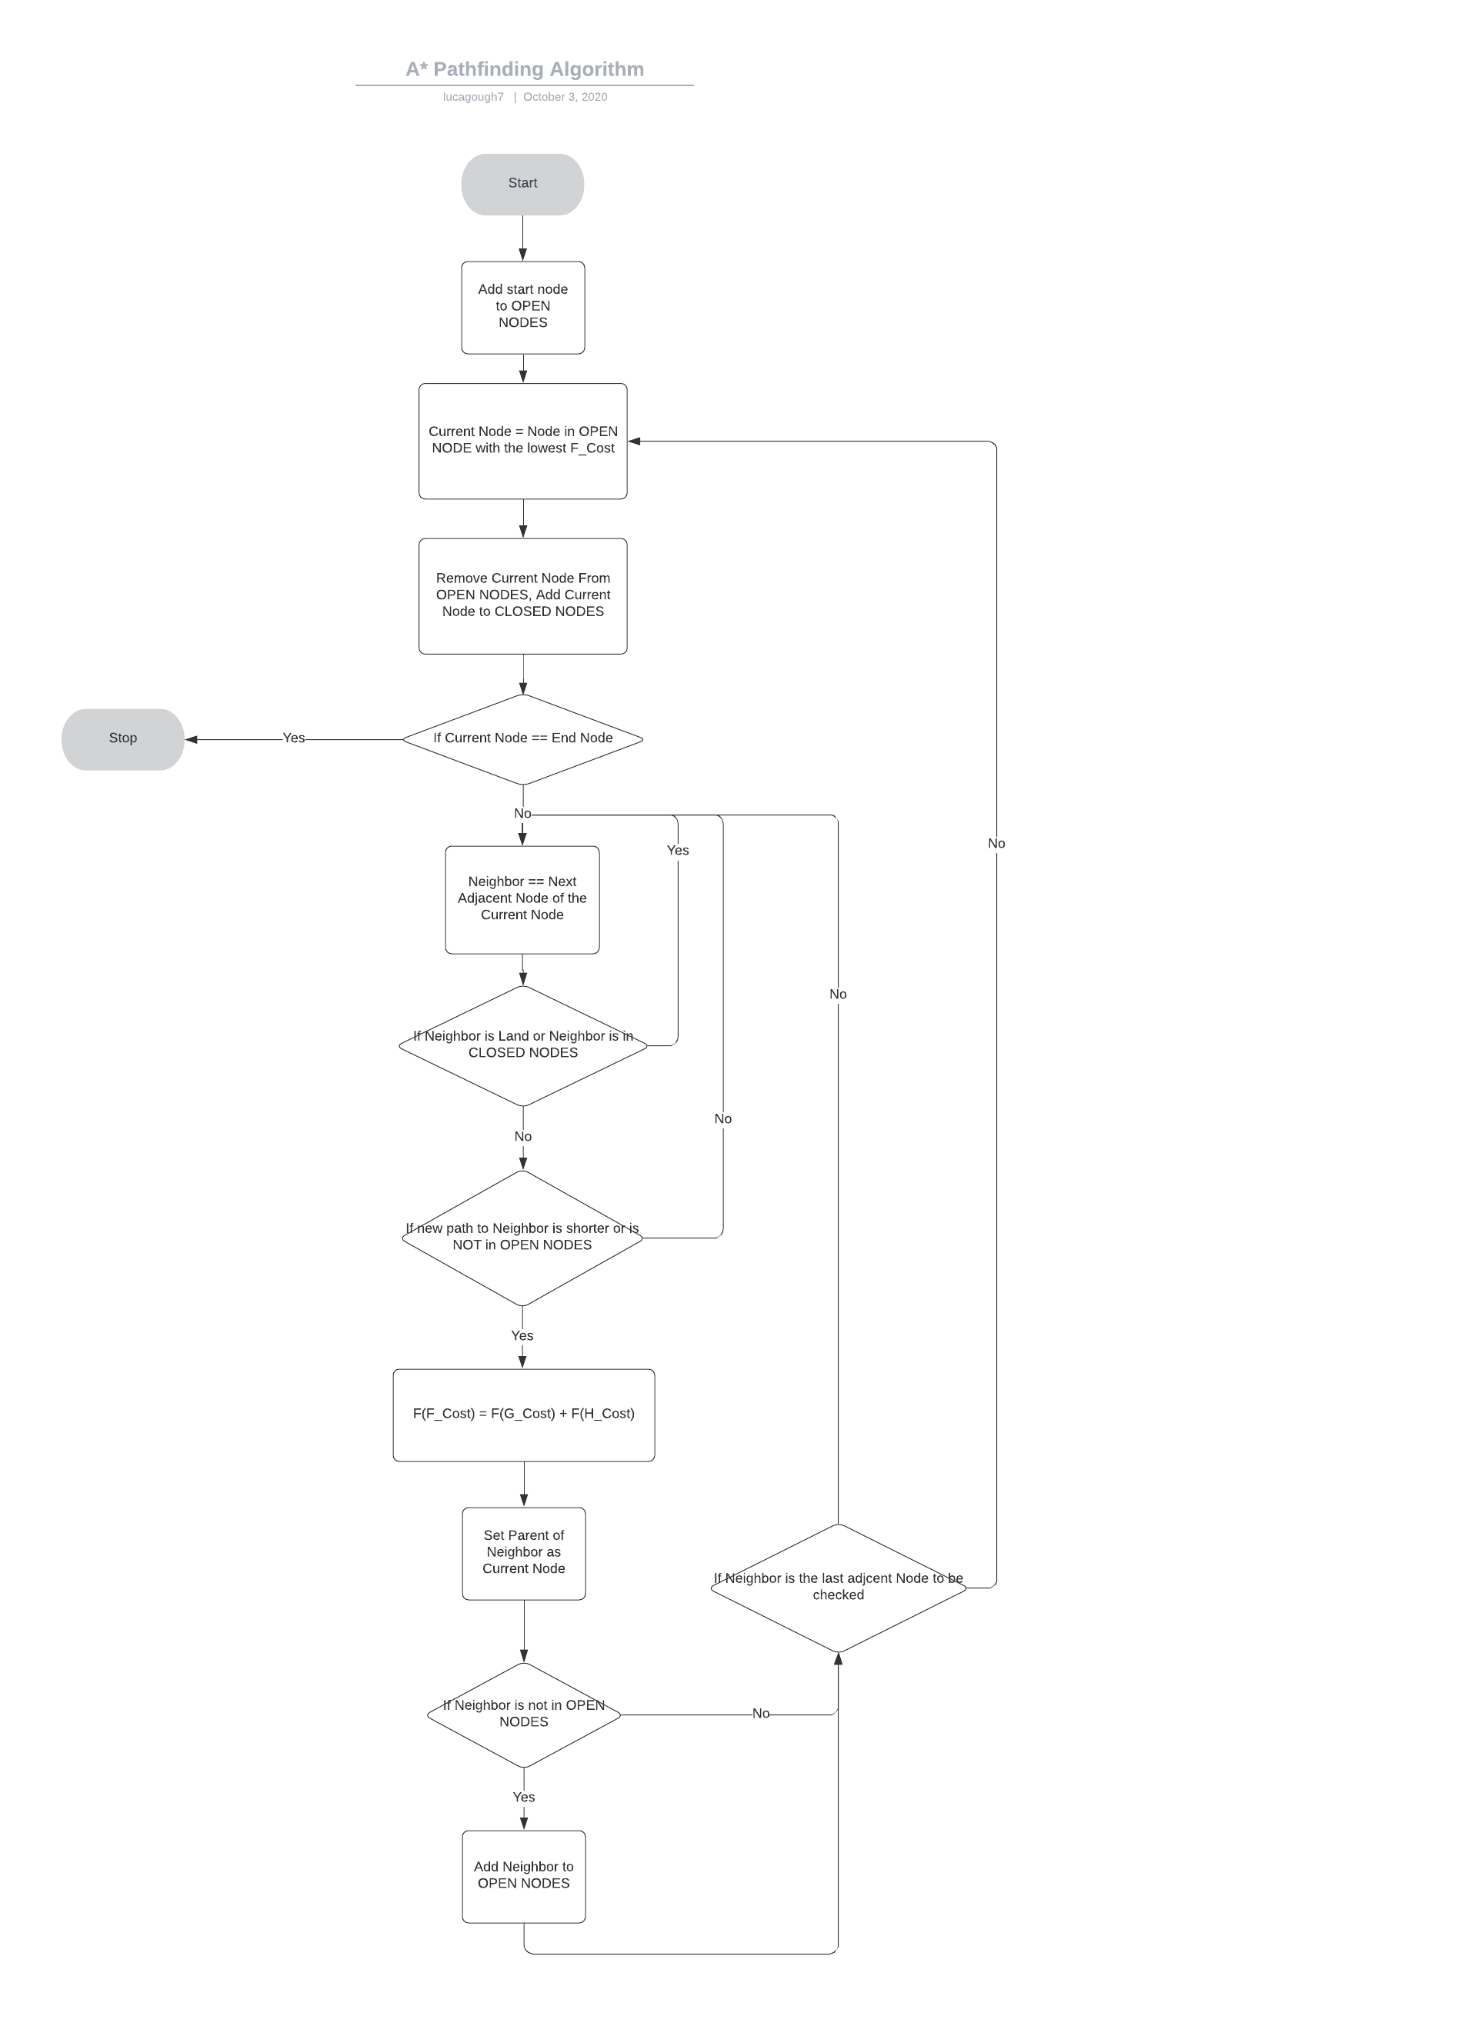 A* Pathfinding Algorithm
lucagough7 | October 3, 2020
Start
Add start node
to OPEN
NODES
Current Node = Node in OPEN
NODE with the lowest F_Cost
Remove Current Node From
OPEN NODES, Add Current
Node to CLOSED NODES
If Current Node == End Node
Yes
Stop
No
Neighbor == Next
Adjacent Node of the
Current Node
Yes
No
If Neighbor is Land or Neighbor is in
CLOSED NODES
No
No
No
If new path to Neighbor is shorter or is
NOT in OPEN NODES
Yes
F(F_Cost) = F(G_Cost) + F(H_Cost)
Set Parent of
Neighbor as
Current Node
If Neighbor is the last adjcent Node to be
checked
If Neighbor is not in OPEN
NODES
No
Yes
Add Neighbor to
OPEN NODES